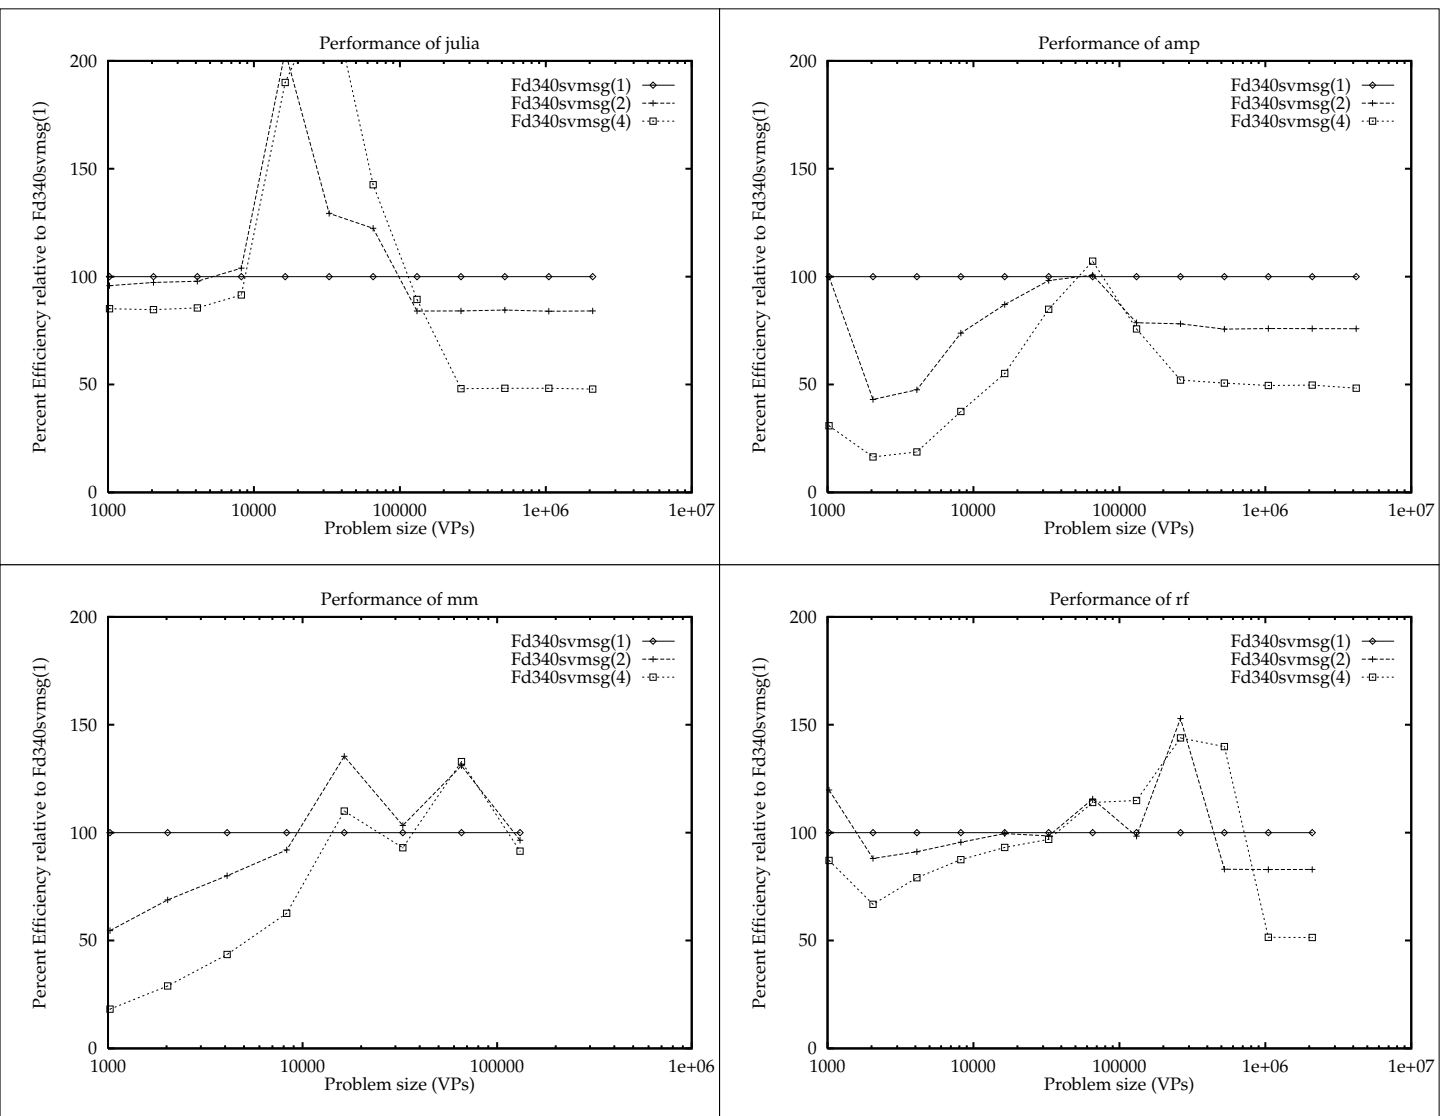 Performance of julia
Percent Efficiency relative to Fd340svmsg(1)
200
150
100
50
0
Fd340svmsg(1)
Fd340svmsg(2)
Fd340svmsg(4)
1000 10000 100000 1e+06 1e+07
Problem size (VPs)
Performance of amp
Percent Efficiency relative to Fd340svmsg(1)
200
150
100
50
0
Fd340svmsg(1)
Fd340svmsg(2)
Fd340svmsg(4)
1000 10000 100000 1e+06 1e+07
Problem size (VPs)
Performance of mm
Percent Efficiency relative to Fd340svmsg(1)
200
150
100
50
0
Fd340svmsg(1)
Fd340svmsg(2)
Fd340svmsg(4)
1000 10000 100000 1e+06
Problem size (VPs)
Performance of rf
Percent Efficiency relative to Fd340svmsg(1)
200
150
100
50
0
Fd340svmsg(1)
Fd340svmsg(2)
Fd340svmsg(4)
1000 10000 100000 1e+06 1e+07
Problem size (VPs)